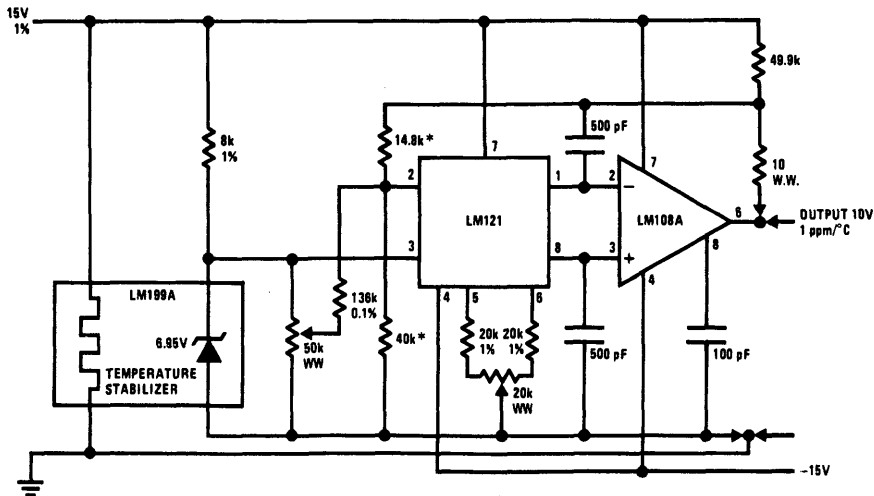 15V
1%
49.9k
8k
1%
14.8k*
500 pF
7
7
10
W.W.
2
1
2
−
LM121
LM108A
6
OUTPUT 10V
1 ppm/°C
3
8
3
+
8
4
LM199A
136k
0.1%
4
5
6
6.95V
50k
WW
40k*
20k
1%
20k
1%
500 pF
100 pF
TEMPERATURE
STABILIZER
20k
WW
−15V